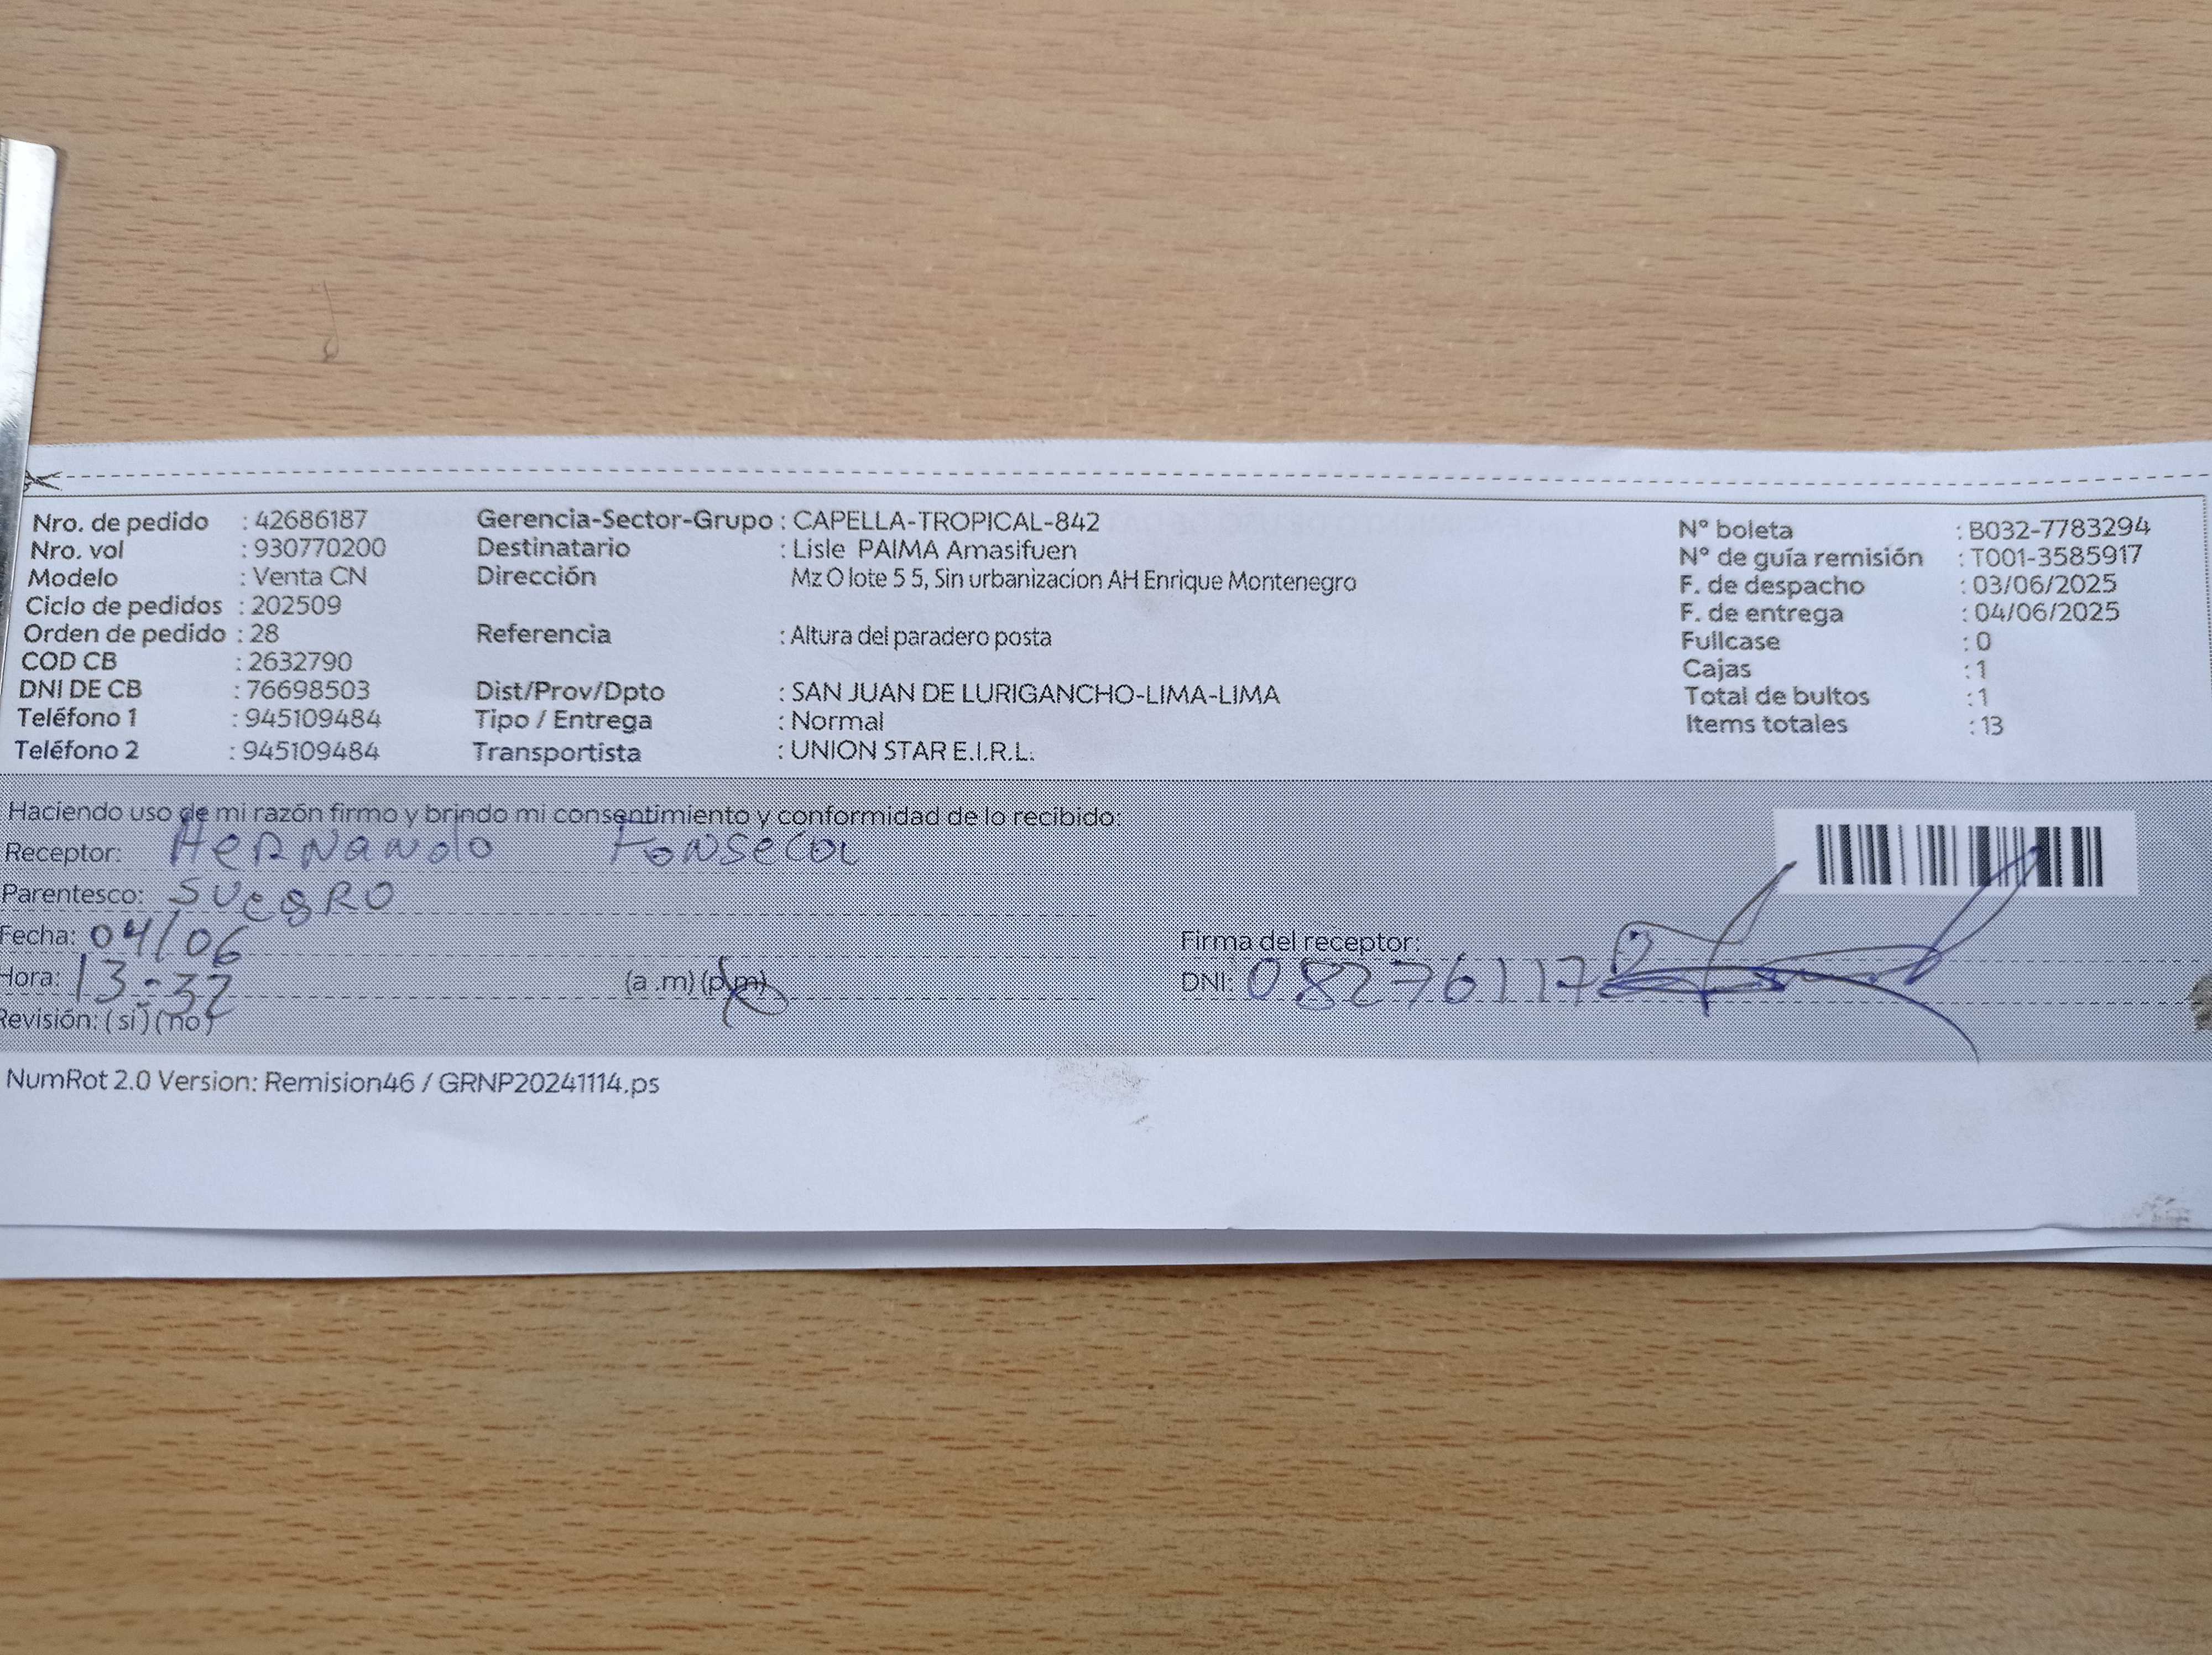 Nro. de pedido : 42686187
Nro. vol : 930770200
Modelo : Venta CN
Ciclo de pedidos : 202509
Orden de pedido : 28
COD CB : 2632790
DNI DE CB : 76698503
Teléfono 1 : 945109484
Teléfono 2 : 945109484
Gerencia-Sector-Grupo : CAPELLA-TROPICAL-842
Destinatario : Lisle PAIMA Amasifuen
Dirección Mz O lote 5 5, Sin urbanizacion AH Enrique Montenegro
Referencia : Altura del paradero posta
Dist/Prov/Dpto : SAN JUAN DE LURIGANCHO-LIMA-LIMA
Tipo / Entrega : Normal
Transportista : UNION STAR E.I.R.L.
N° boleta : B032-7783294
N° de guía remisión : T001-3585917
F. de despacho : 03/06/2025
F. de entrega : 04/06/2025
Fullcase : 0
Cajas : 1
Total de bultos : 1
Items totales : 13
Haciendo uso de mi razón firmo y brindo mi consentimiento y conformidad de lo recibido:
Receptor: HeRNando Fonseca
Parentesco: SUegRO
Fecha: 04/06
Hora: 13:32 (a .m) (p.m)
Revisión: (si) (no)
Firma del receptor:
DNI: 08276117
NumRot 2.0 Version: Remision46 / GRNP20241114.ps